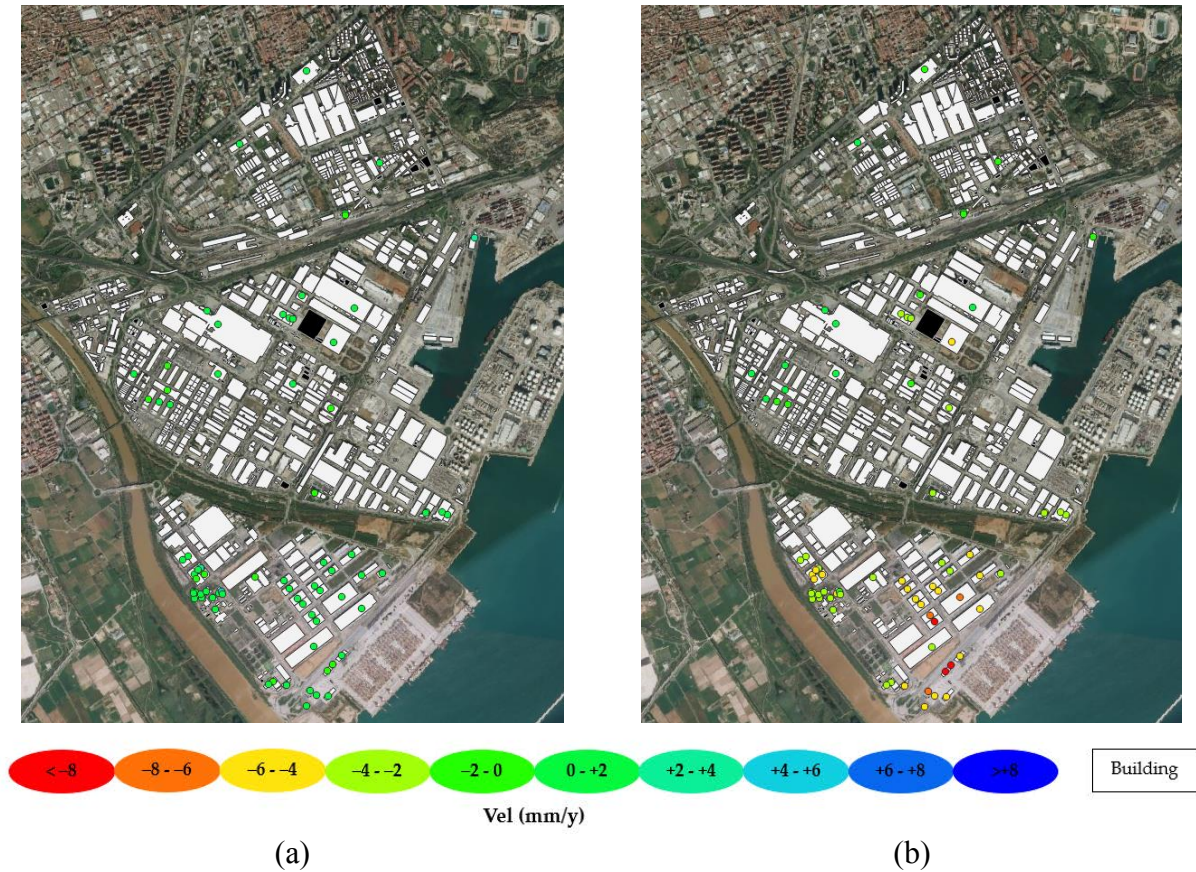 < –8 –8 - –6 –6 - –4 –4 - –2 –2 - 0 0 - +2 +2 - +4 +4 - +6 +6 - +8 >+8 Building
Vel (mm/y)
(a) (b)